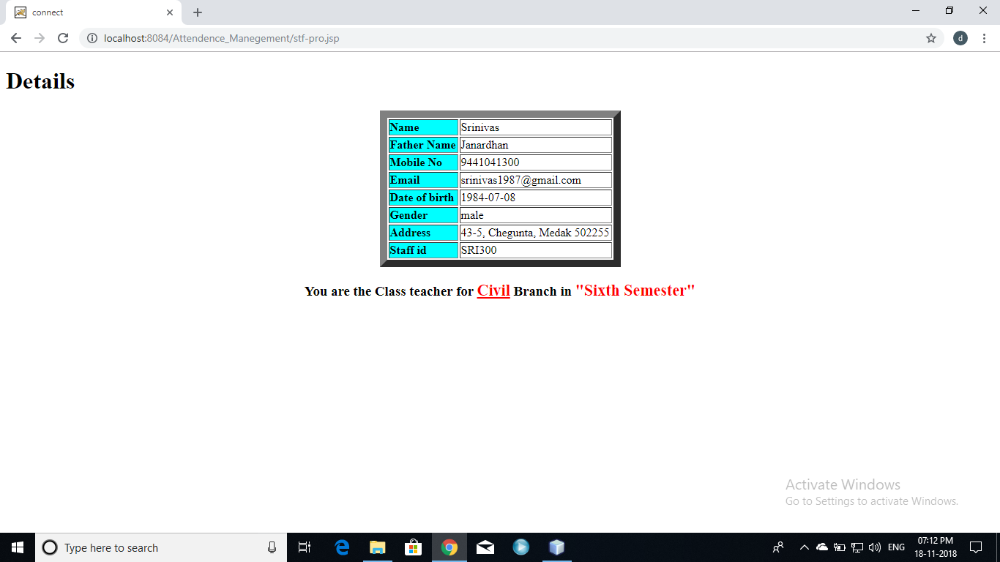 connect
localhost:8084/Attendence_Manegement/stf-pro.jsp
d
Details
Name Srinivas
Father Name Janardhan
Mobile No 9441041300
Email srinivas1987@gmail.com
Date of birth 1984-07-08
Gender male
Address 43-5, Chegunta, Medak 502255
Staff id SRI300
You are the Class teacher for Civil Branch in "Sixth Semester"
Activate Windows
Go to Settings to activate Windows.
Type here to search
ENG
07:12 PM
18-11-2018